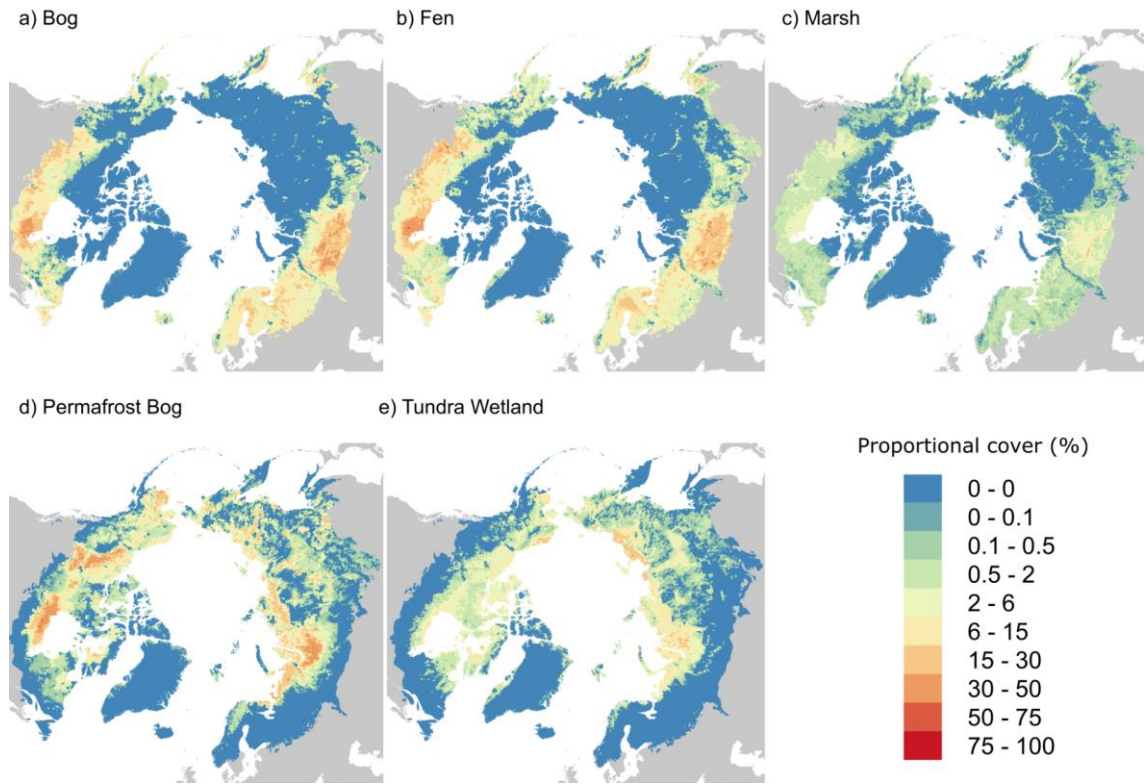 a) Bog
b) Fen
c) Marsh
d) Permafrost Bog
e) Tundra Wetland
Proportional cover (%)
0 - 0
0 - 0.1
0.1 - 0.5
0.5 - 2
2 - 6
6 - 15
15 - 30
30 - 50
50 - 75
75 - 100